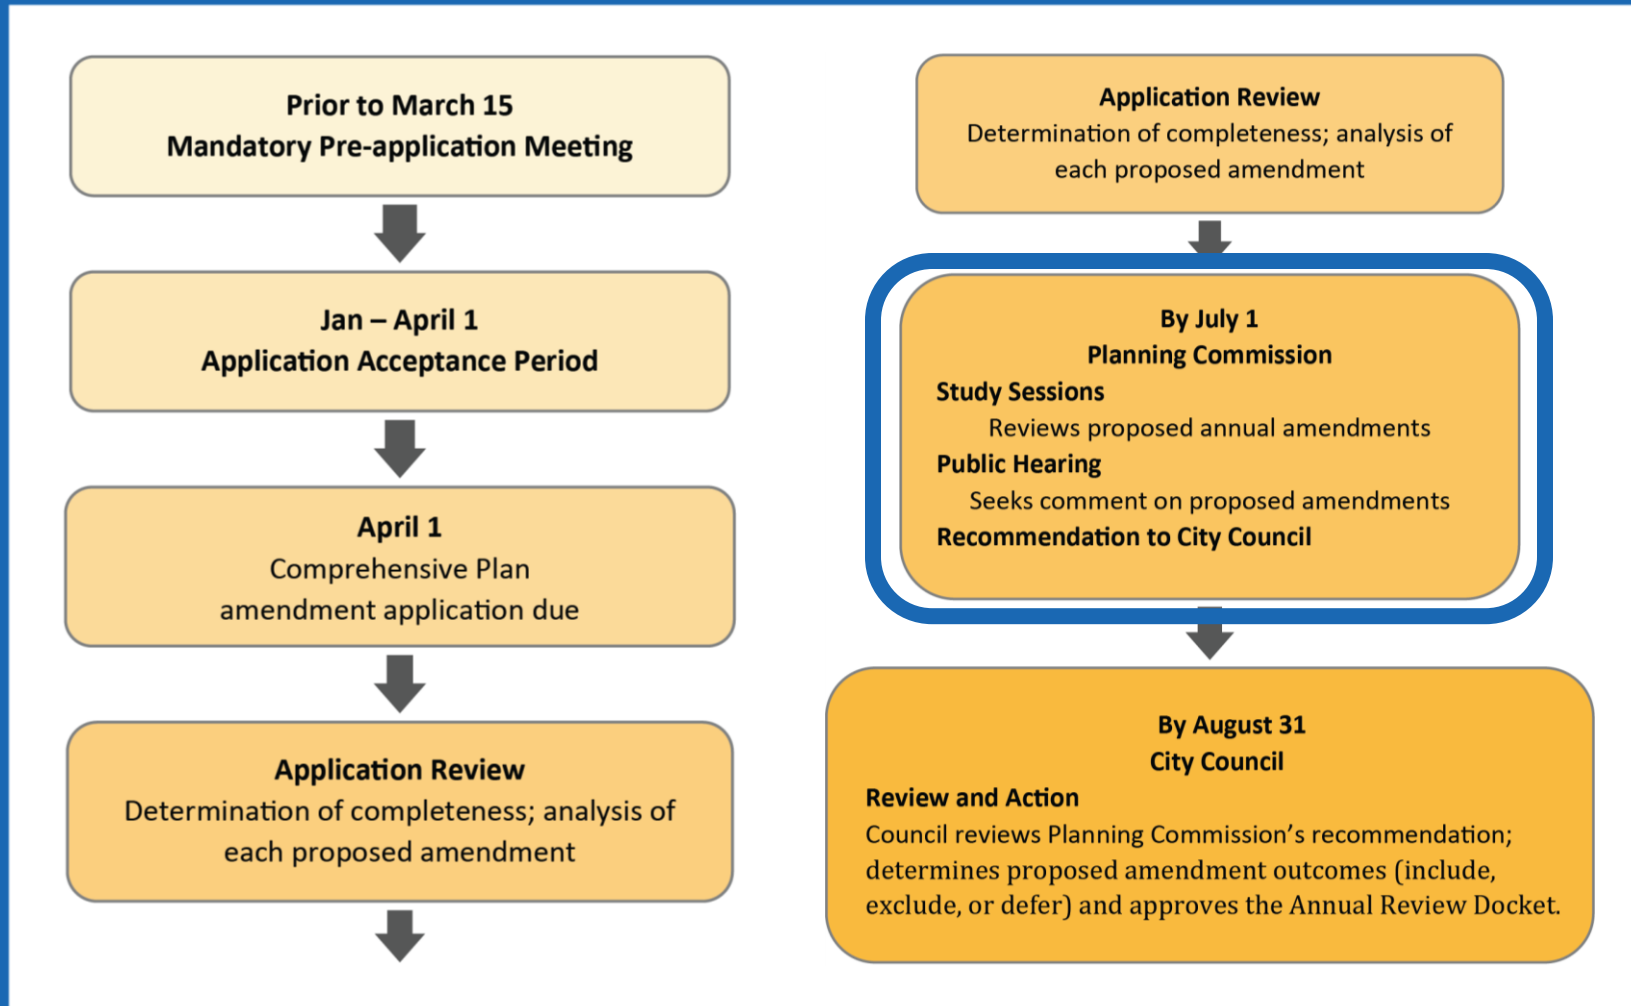 Prior to March 15
Mandatory Pre-application Meeting
Jan – April 1
Application Acceptance Period
April 1
Comprehensive Plan
amendment application due
Application Review
Determination of completeness; analysis of
each proposed amendment
Application Review
Determination of completeness; analysis of
each proposed amendment
By July 1
Planning Commission
Study Sessions
Reviews proposed annual amendments
Public Hearing
Seeks comment on proposed amendments
Recommendation to City Council
By August 31
City Council
Review and Action
Council reviews Planning Commission’s recommendation;
determines proposed amendment outcomes (include,
exclude, or defer) and approves the Annual Review Docket.